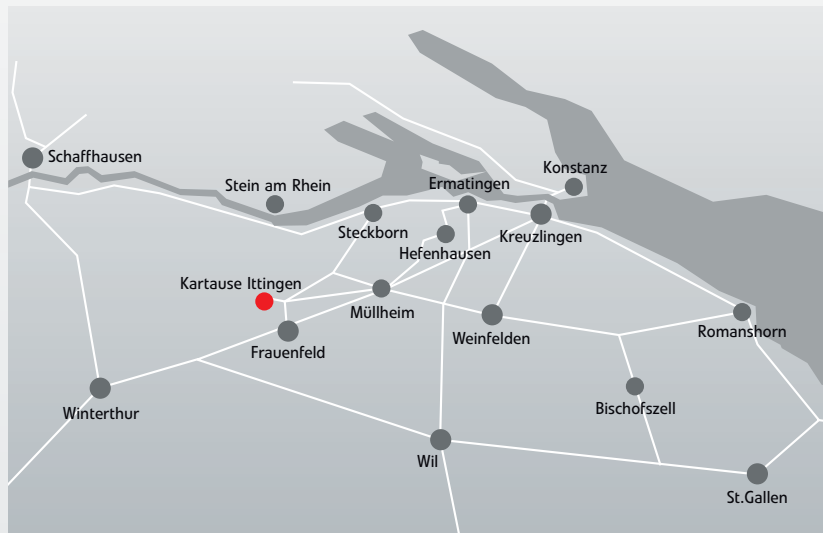 Schaffhausen
Konstanz
Stein am Rhein
Ermatingen
Steckborn
Kreuzlingen
Hefenhausen
Kartause Ittingen
Müllheim
Romanshorn
Weinfelden
Frauenfeld
Bischofszell
Winterthur
Wil
St.Gallen